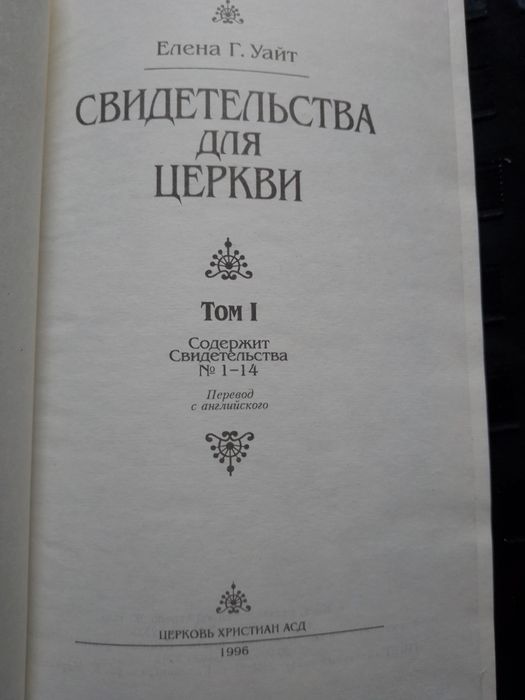 Елена Г. Уайт
СВИДЕТЕЛЬСТВА
ДЛЯ
ЦЕРКВИ
Том I
Содержит
Свидетельства
№ 1–14
Перевод
с английского
ЦЕРКОВЬ ХРИСТИАН АСД
1996